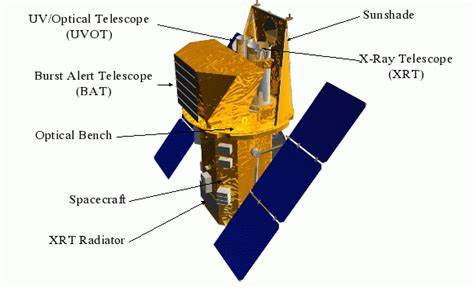 UV/Optical Telescope
(UVOT)
Sunshade
X-Ray Telescope
(XRT)
Burst Alert Telescope
(BAT)
Optical Bench
Spacecraft
XRT Radiator